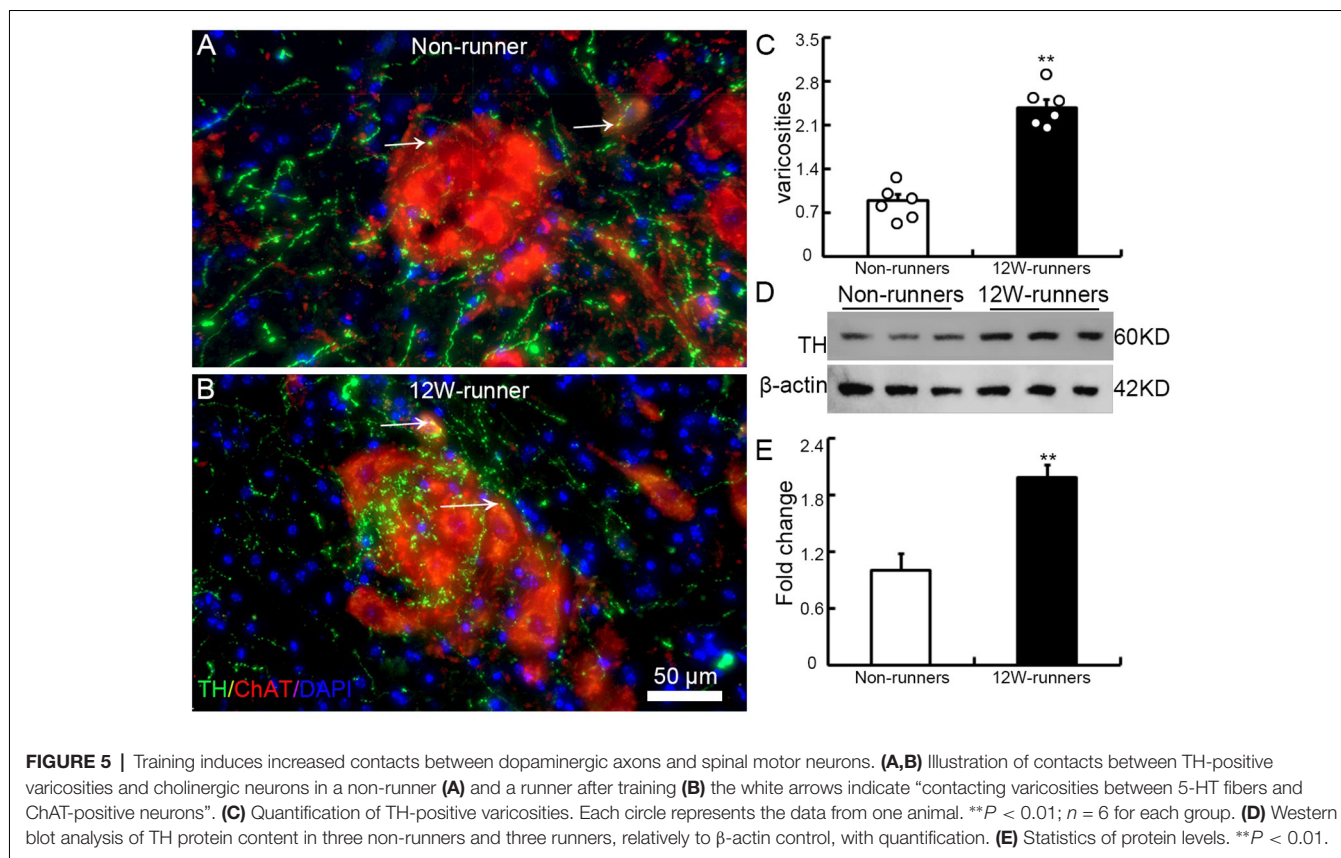 A
Non-runner
B
12W-runner
TH/ChAT/DAPI
50 μm
C
varicosities
3.5
2.8
2.1
1.4
0.7
0
**
Non-runners
12W-runners
D
Non-runners 12W-runners
TH 60KD
β-actin 42KD
E
Fold change
2.4
1.8
1.2
0.6
0
**
Non-runners
12W-runners
FIGURE 5 | Training induces increased contacts between dopaminergic axons and spinal motor neurons. (A,B) Illustration of contacts between TH-positive
varicosities and cholinergic neurons in a non-runner (A) and a runner after training (B) the white arrows indicate “contacting varicosities between 5-HT fibers and
ChAT-positive neurons”. (C) Quantification of TH-positive varicosities. Each circle represents the data from one animal. **P < 0.01; n = 6 for each group. (D) Western
blot analysis of TH protein content in three non-runners and three runners, relatively to β-actin control, with quantification. (E) Statistics of protein levels. **P < 0.01.